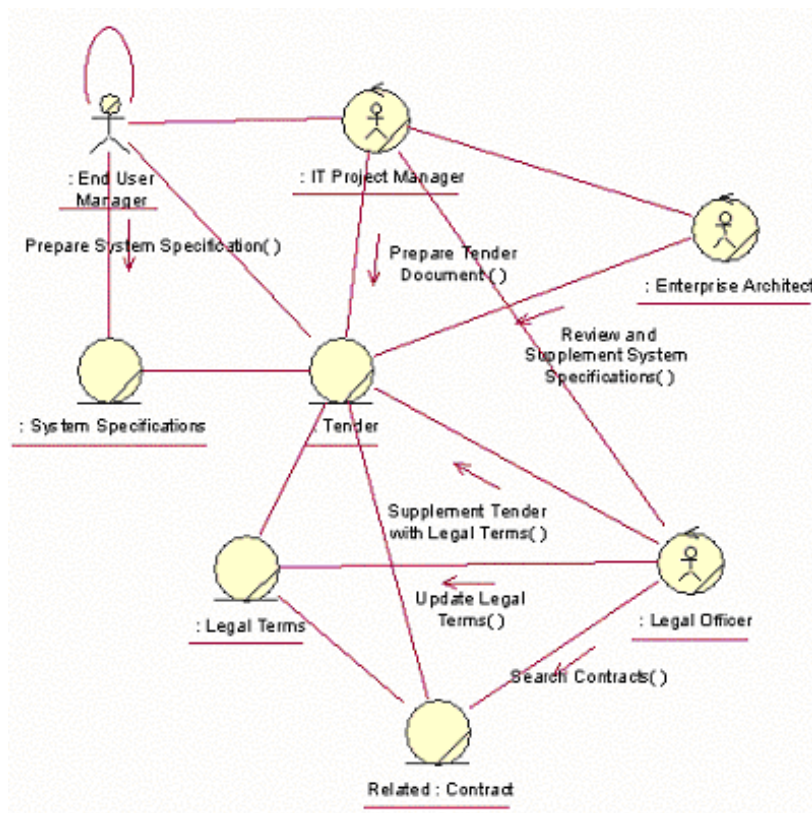 : End User
Manager
: IT Project Manager
Prepare System Specification( )
Prepare Tender
Document ( )
: Enterprise Architect
Review and
Supplement System
Specifications( )
: System Specifications
: Tender
Supplement Tender
with Legal Terms( )
Update Legal
Terms( )
: Legal Terms
: Legal Officer
Search Contracts( )
Related : Contract